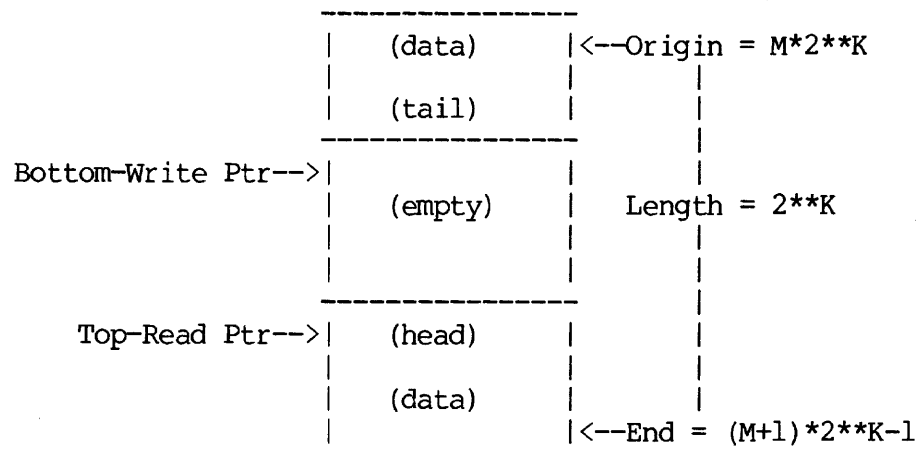 (data) <--Origin = M*2**K
(tail)
Bottom-Write Ptr-->
(empty) Length = 2**K
Top-Read Ptr--> (head)
(data)
<--End = (M+1)*2**K-1